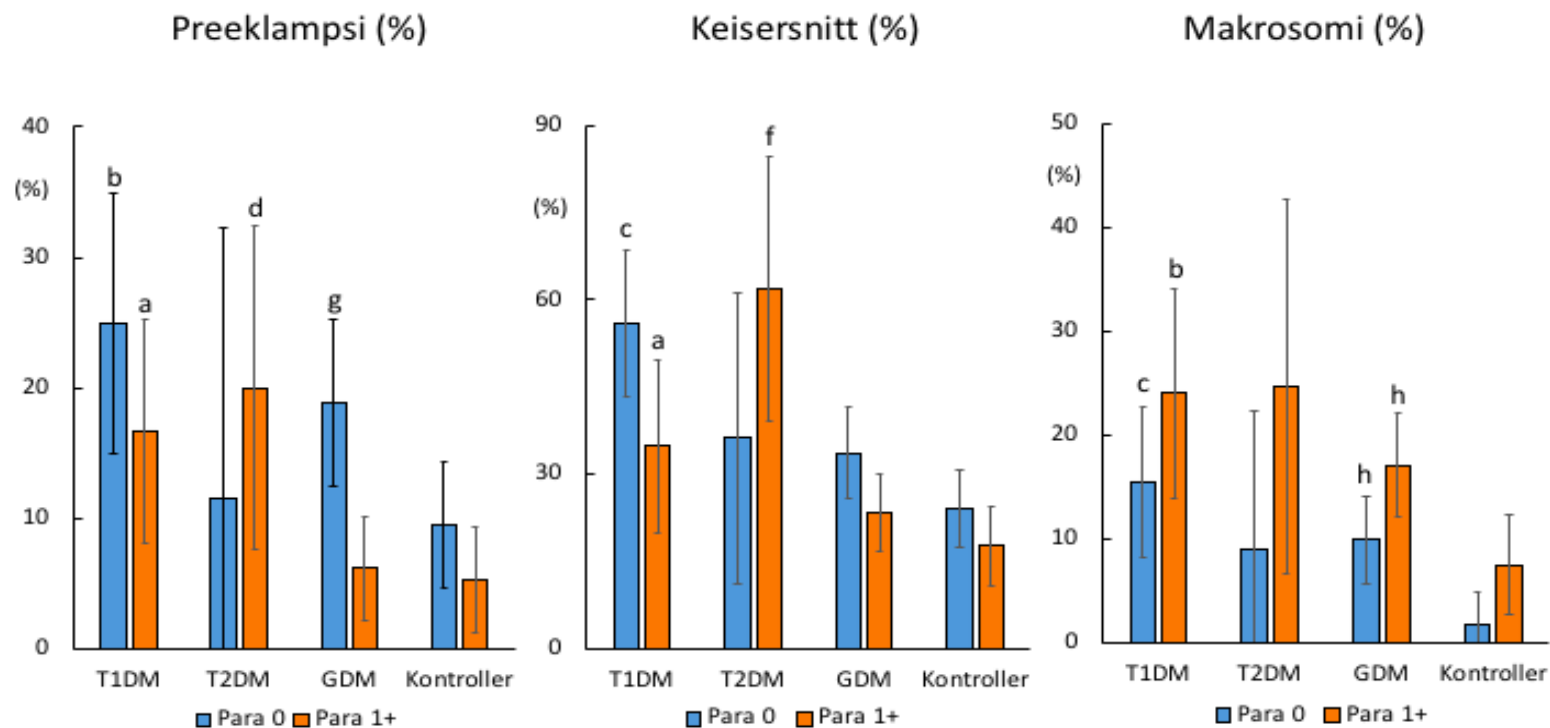 Preeklampsi (%)
40
(%)
30
20
10
0
b
a
d
g
T1DM T2DM GDM Kontroller
Para 0 Para 1+
Keisersnitt (%)
90
(%)
60
30
0
c
a
f
T1DM T2DM GDM Kontroller
Para 0 Para 1+
Makrosomi (%)
50
(%)
40
30
20
10
0
c
b
h
h
T1DM T2DM GDM Kontroller
Para 0 Para 1+